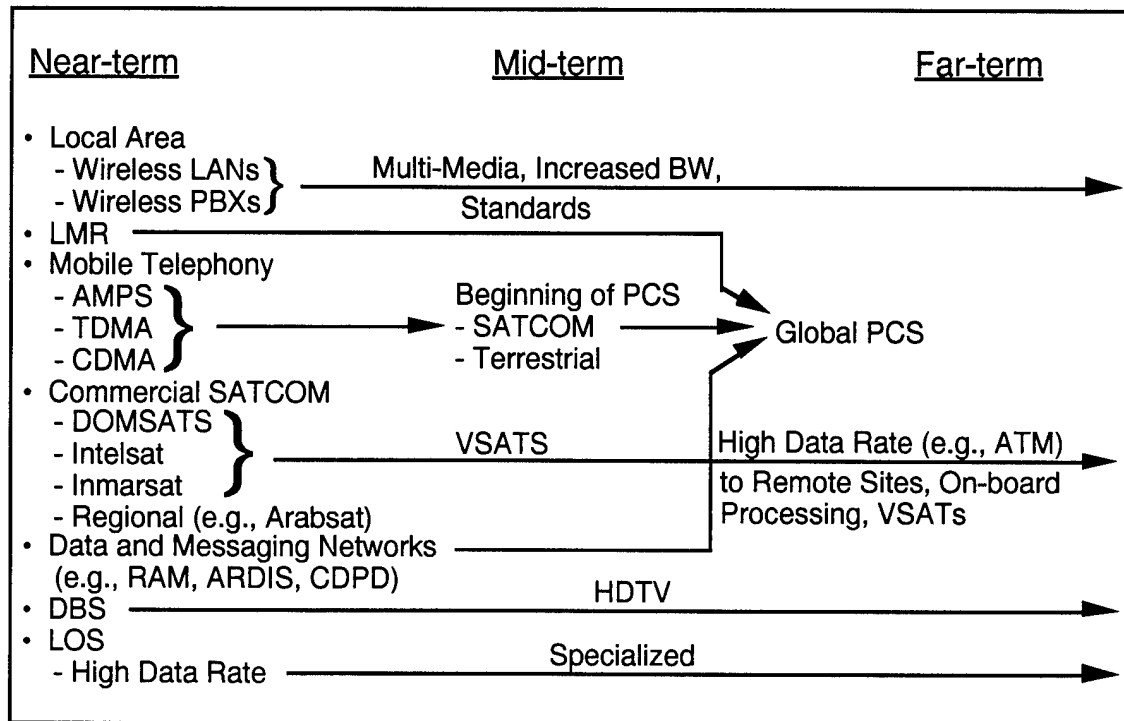 Near-term Mid-term Far-term
• Local Area
- Wireless LANs
- Wireless PBXs
Multi-Media, Increased BW,
Standards
• LMR
• Mobile Telephony
- AMPS
- TDMA
- CDMA
Beginning of PCS
- SATCOM
- Terrestrial
Global PCS
• Commercial SATCOM
- DOMSATS
- Intelsat
- Inmarsat
- Regional (e.g., Arabsat)
VSATS
High Data Rate (e.g., ATM)
to Remote Sites, On-board
Processing, VSATs
• Data and Messaging Networks
(e.g., RAM, ARDIS, CDPD)
• DBS
HDTV
• LOS
- High Data Rate
Specialized